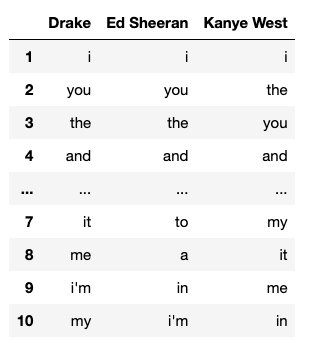 Drake Ed Sheeran Kanye West
1 i i i
2 you you the
3 the the you
4 and and and
... ... ... ...
7 it to my
8 me a it
9 i'm in me
10 my i'm in